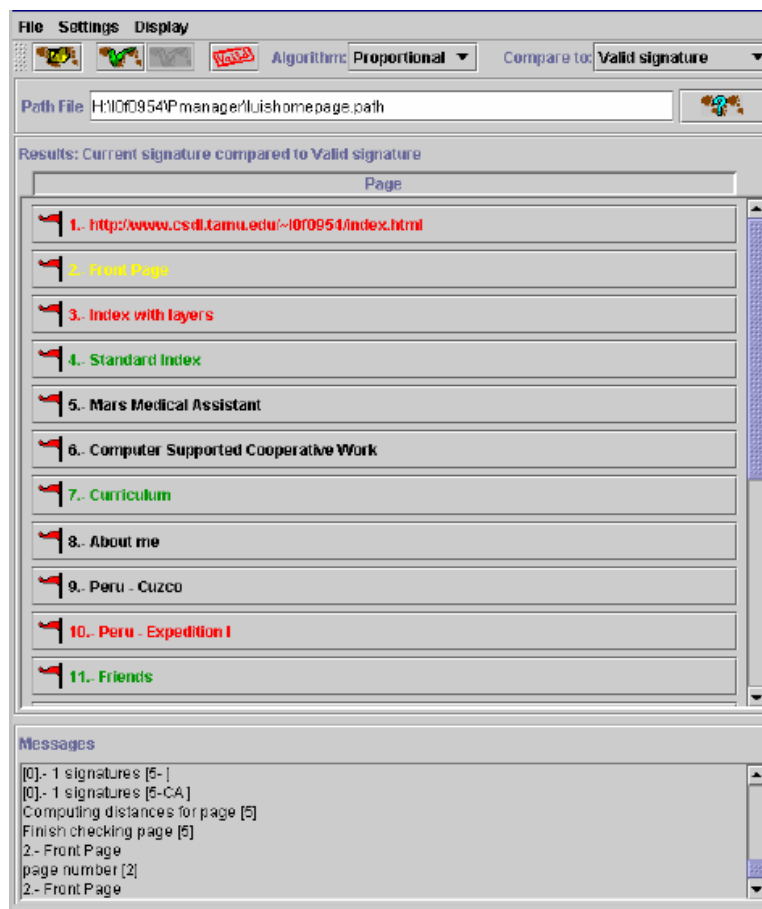 File Settings Display
Valid Algorithm: Proportional Compare to: Valid signature
Path File H:\l0f0954\Pmanager\luishomepage.path
Results: Current signature compared to Valid signature
Page
1.- http://www.csdl.tamu.edu/~l0f0954/index.html
2.- Front Page
3.- Index with layers
4.- Standard Index
5.- Mars Medical Assistant
6.- Computer Supported Cooperative Work
7.- Curriculum
8.- About me
9.- Peru - Cuzco
10.- Peru - Expedition I
11.- Friends
Messages
[0].- 1 signatures [5- ]
[0].- 1 signatures [5-CA]
Computing distances for page [5]
Finish checking page [5]
2.- Front Page
page number [2]
2.- Front Page